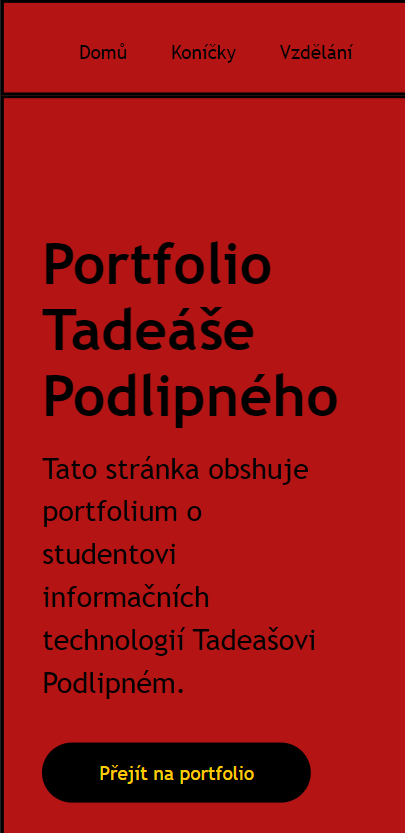 Domů Koníčky Vzdělání
Portfolio
Tadeáše
Podlipného
Tato stránka obshuje
portfolium o
studentovi
informačních
technologií Tadeašovi
Podlipném.
Přejít na portfolio